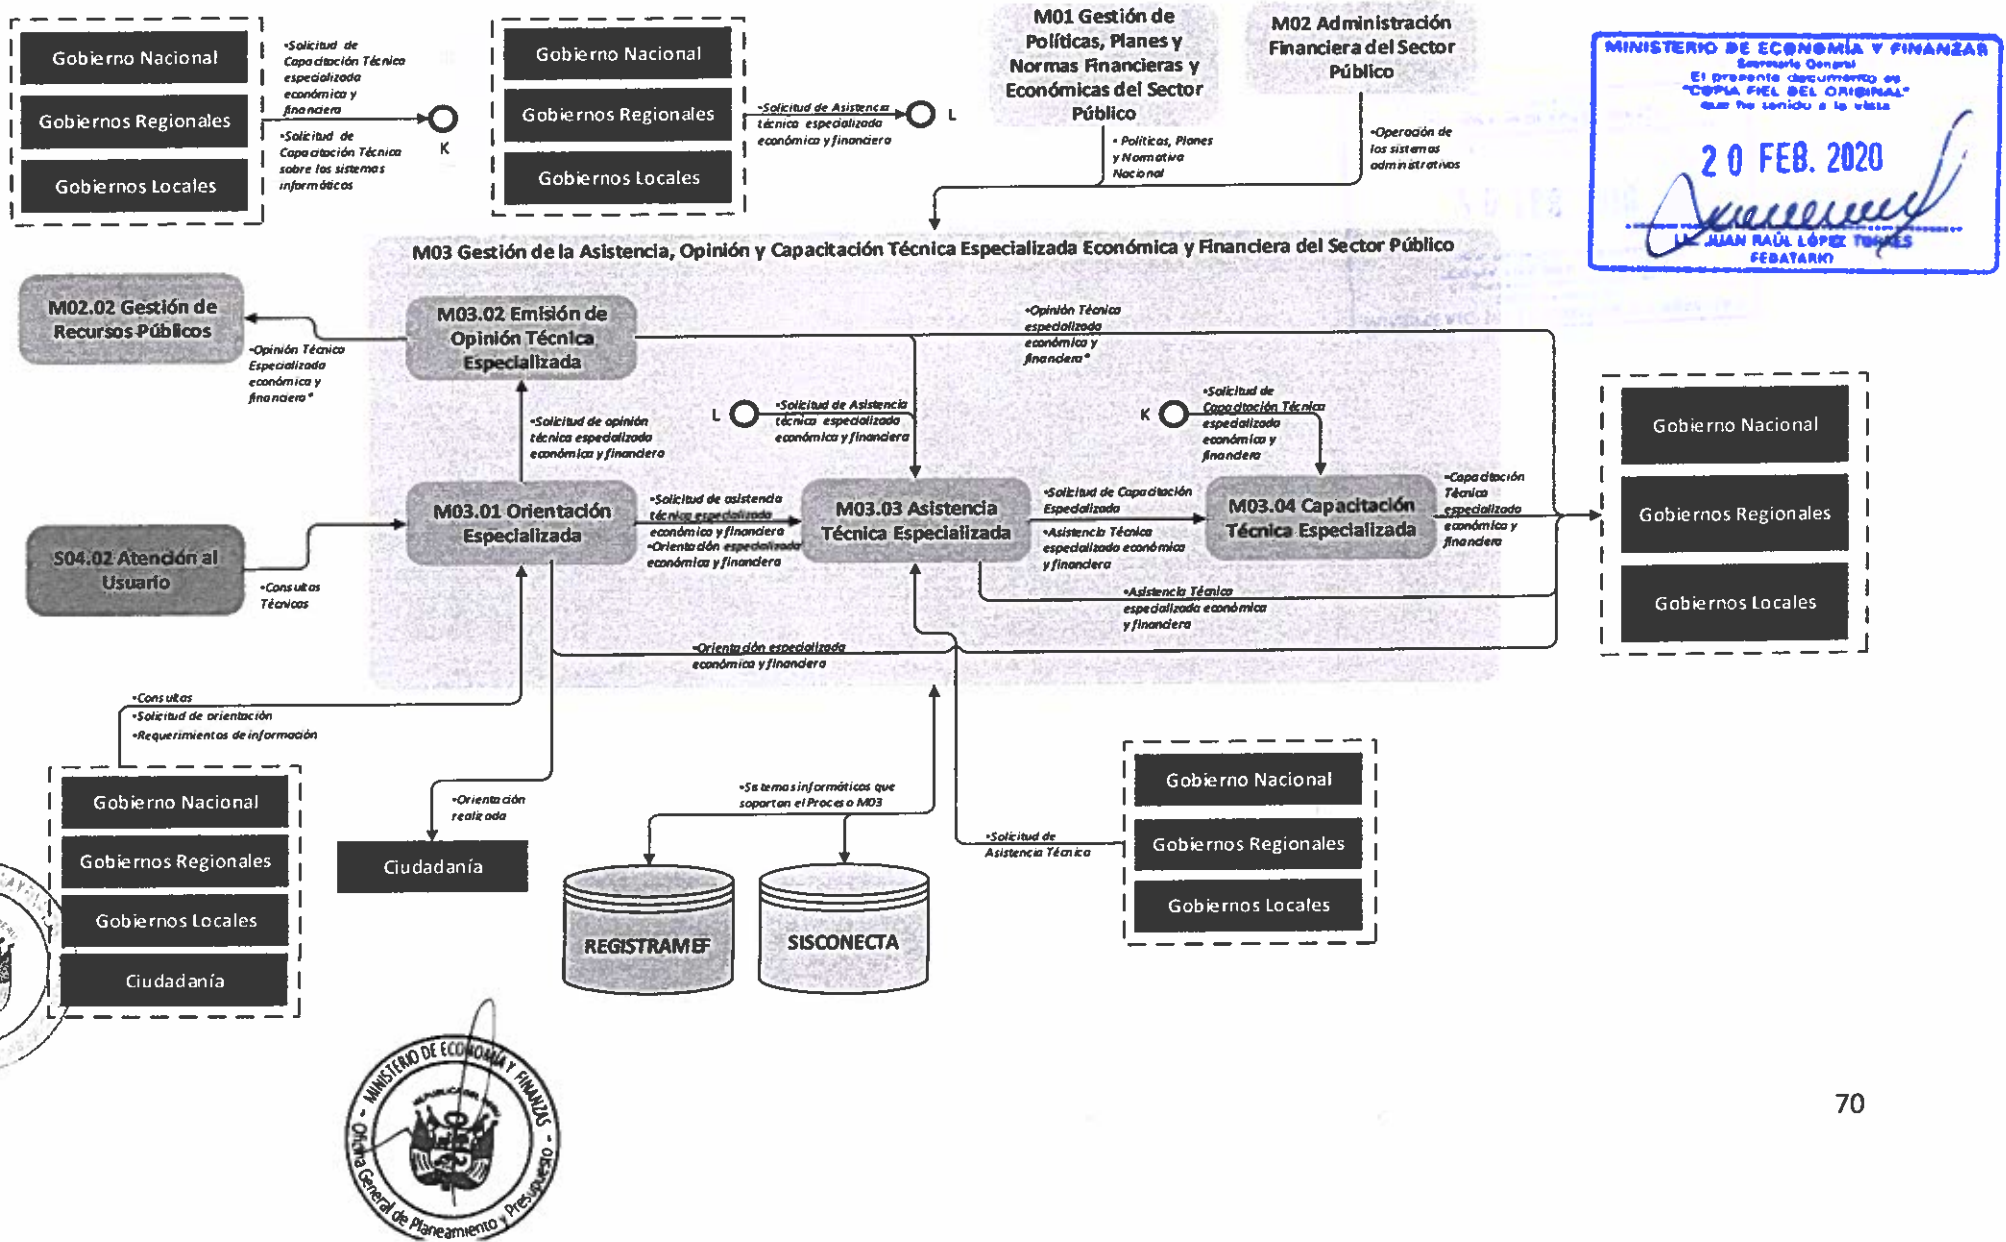 Gobierno Nacional
Gobiernos Regionales
Gobiernos Locales
•Solicitud de
Capacitación Técnica
especializada
económica y
financiera
•Solicitud de
Capacitación Técnica
sobre los sistemas
informáticos
K
Gobierno Nacional
Gobiernos Regionales
Gobiernos Locales
•Solicitud de Asistencia
técnica especializada
económica y financiera
L
M01 Gestión de
Políticas, Planes y
Normas Financieras y
Económicas del Sector
Público
• Políticas, Planes
y Normativa
Nacional
M02 Administración
Financiera del Sector
Público
•Operación de
los sistemas
administrativos
MINISTERIO DE ECONOMÍA Y FINANZAS
Secretaría General
El presente documento es
"COPIA FIEL DEL ORIGINAL"
que he tenido a la vista
20 FEB. 2020
JUAN RAÚL LÓPEZ TORRES
FEDATARIO
M03 Gestión de la Asistencia, Opinión y Capacitación Técnica Especializada Económica y Financiera del Sector Público
M02.02 Gestión de
Recursos Públicos
•Opinión Técnica
Especializada
económica y
financiera*
M03.02 Emisión de
Opinión Técnica
Especializada
•Opinión Técnica
especializada
económica y
financiera*
•Solicitud de opinión
técnica especializada
económica y financiera
L
•Solicitud de Asistencia
técnica especializada
económica y financiera
K
•Solicitud de
Capacitación Técnica
especializada
económica y
financiera
S04.02 Atención al
Usuario
•Consultas
Técnicas
M03.01 Orientación
Especializada
•Solicitud de asistencia
técnica especializada
económica y financiera
•Orientación especializada
económica y financiera
M03.03 Asistencia
Técnica Especializada
•Solicitud de Capacitación
Especializada
•Asistencia Técnica
especializada económica
y financiera
M03.04 Capacitación
Técnica Especializada
•Capacitación
Técnica
especializada
económica y
financiera
•Asistencia Técnica
especializada económica
y financiera
•Orientación especializada
económica y financiera
Gobierno Nacional
Gobiernos Regionales
Gobiernos Locales
•Consultas
•Solicitud de orientación
•Requerimientos de información
Gobierno Nacional
Gobiernos Regionales
Gobiernos Locales
Ciudadanía
•Orientación
realizada
Ciudadanía
•Sistemas informáticos que
soportan el Proceso M03
REGISTRAMEF
SISCONECTA
•Solicitud de
Asistencia Técnica
Gobierno Nacional
Gobiernos Regionales
Gobiernos Locales
MINISTERIO DE ECONOMÍA Y FINANZAS
REPUBLICA DEL PERU
Oficina General de Planeamiento y Presupuesto
70